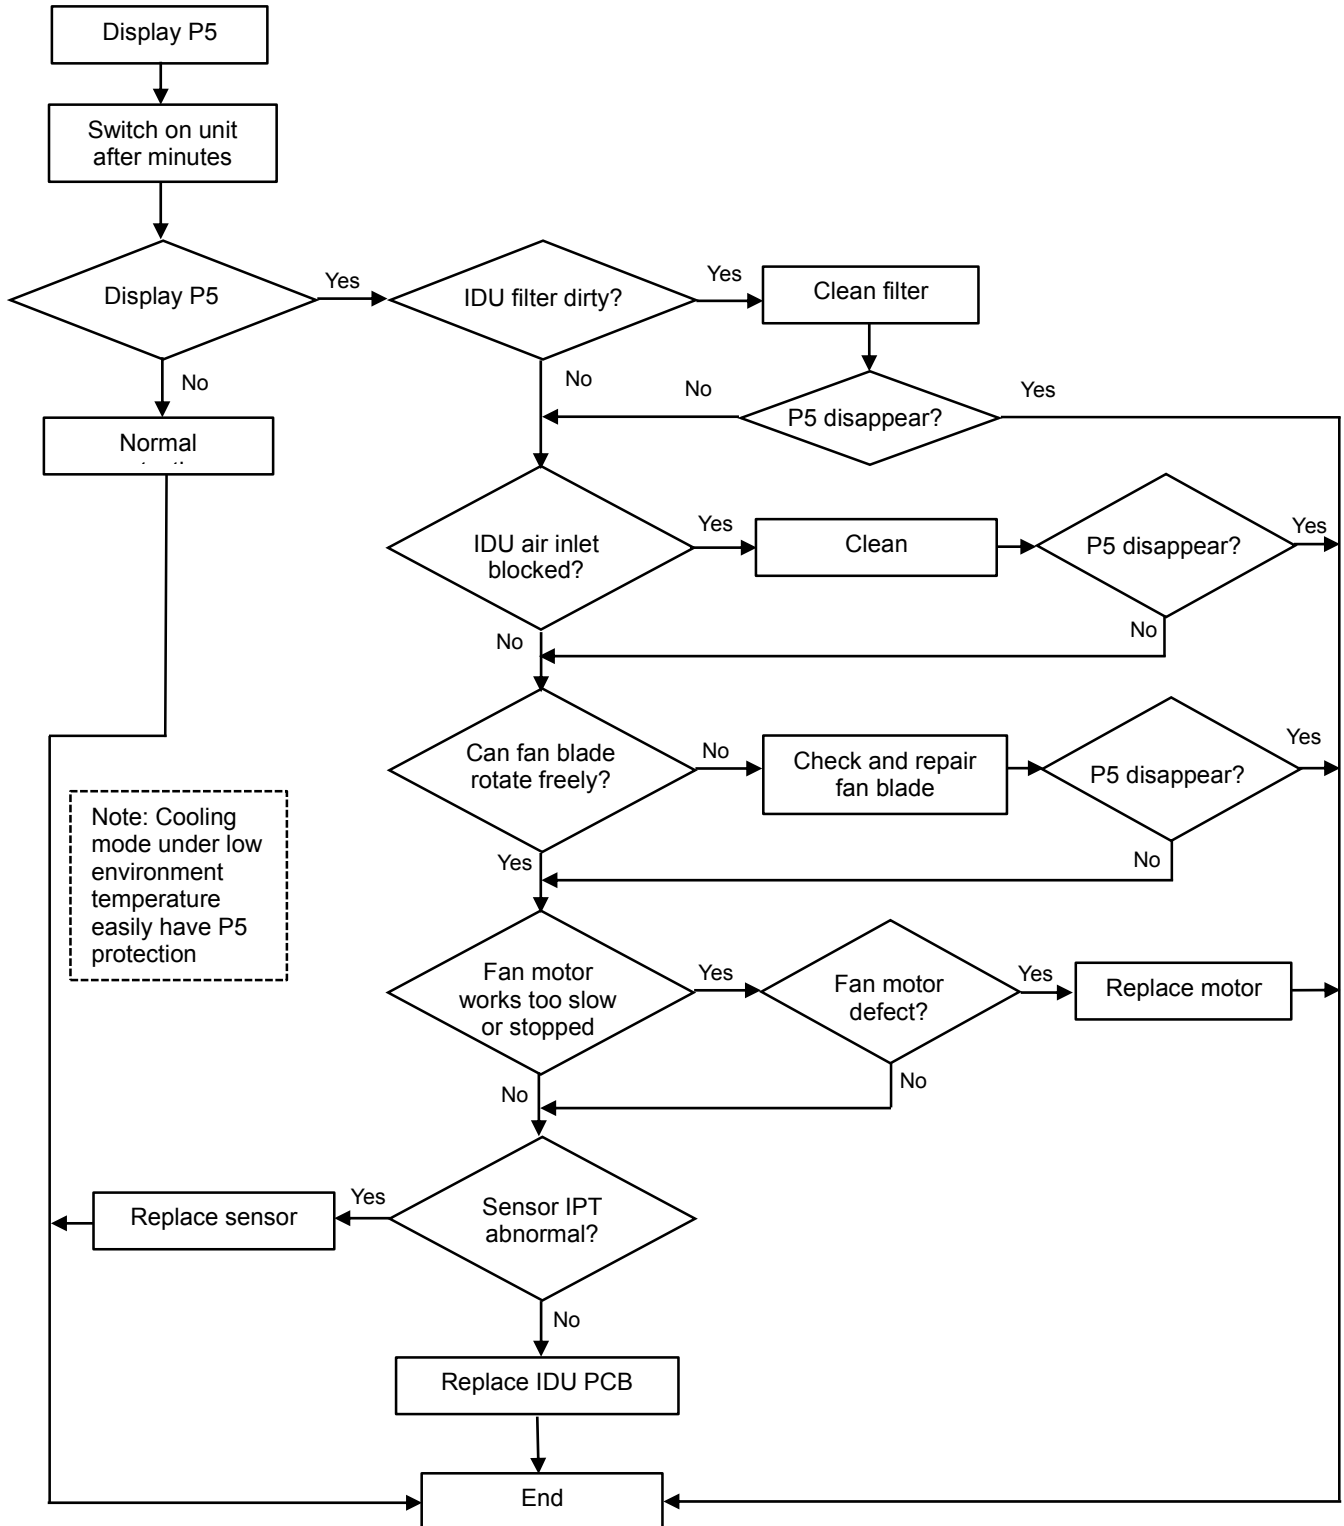 Display P5
Switch on unit
after minutes
Display P5
Yes
IDU filter dirty?
Yes
Clean filter
No
No
No
P5 disappear?
Yes
Normal
IDU air inlet
blocked?
Yes
Clean
P5 disappear?
Yes
No
No
Can fan blade
rotate freely?
No
Check and repair
fan blade
P5 disappear?
Yes
Yes
No
Note: Cooling
mode under low
environment
temperature
easily have P5
protection
Fan motor
works too slow
or stopped
Yes
Fan motor
defect?
Yes
Replace motor
No
No
Replace sensor
Yes
Sensor IPT
abnormal?
No
Replace IDU PCB
End